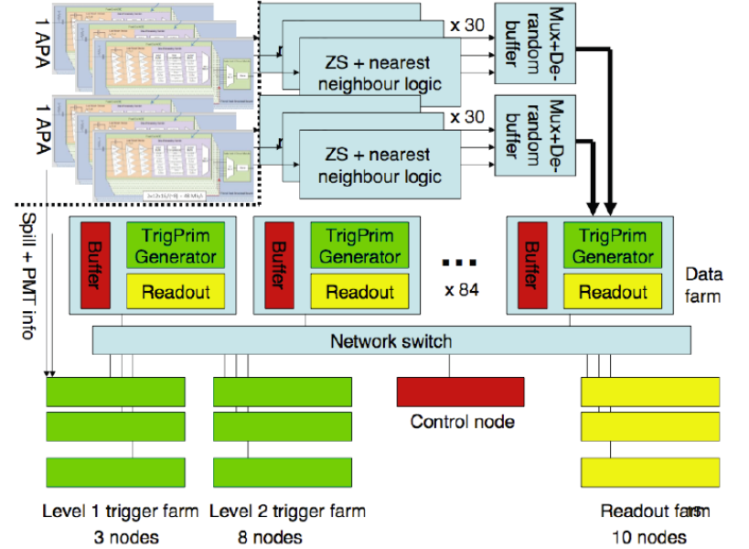 1 APA
ZS + nearest
neighbour logic
x 30
Mux+De-
random
buffer
1 APA
ZS + nearest
neighbour logic
x 30
Mux+De-
random
buffer
Spill + PMT info
Buffer
TrigPrim
Generator
Readout
Buffer
TrigPrim
Generator
Readout
...
x 84
Buffer
TrigPrim
Generator
Readout
Data
farm
Network switch
Control node
Level 1 trigger farm
3 nodes
Level 2 trigger farm
8 nodes
Readout farm
10 nodes